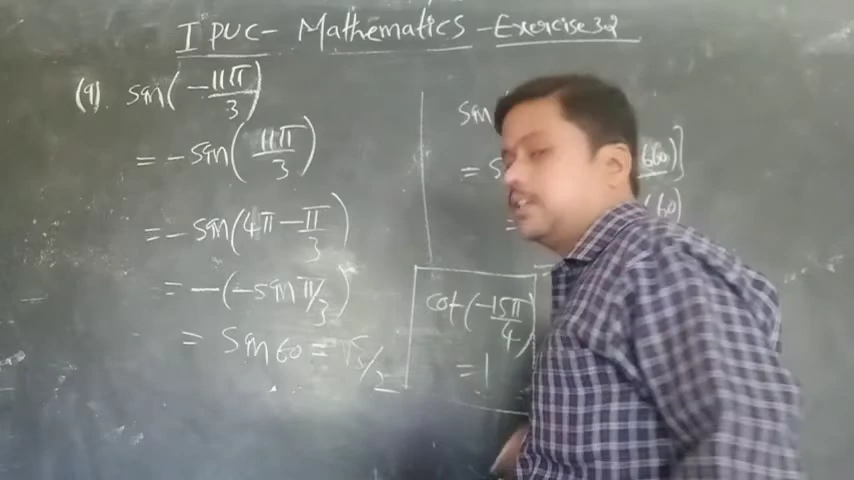 I PUC - Mathematics - Exercise 3.2
(9). sin(-11π/3)
= -sin(11π/3)
= -sin(4π - π/3)
= -(-sin π/3)
= Sin 60 = √3/2
sin
= s
660)]
(60)
=
cot(-15π/4)
= 1